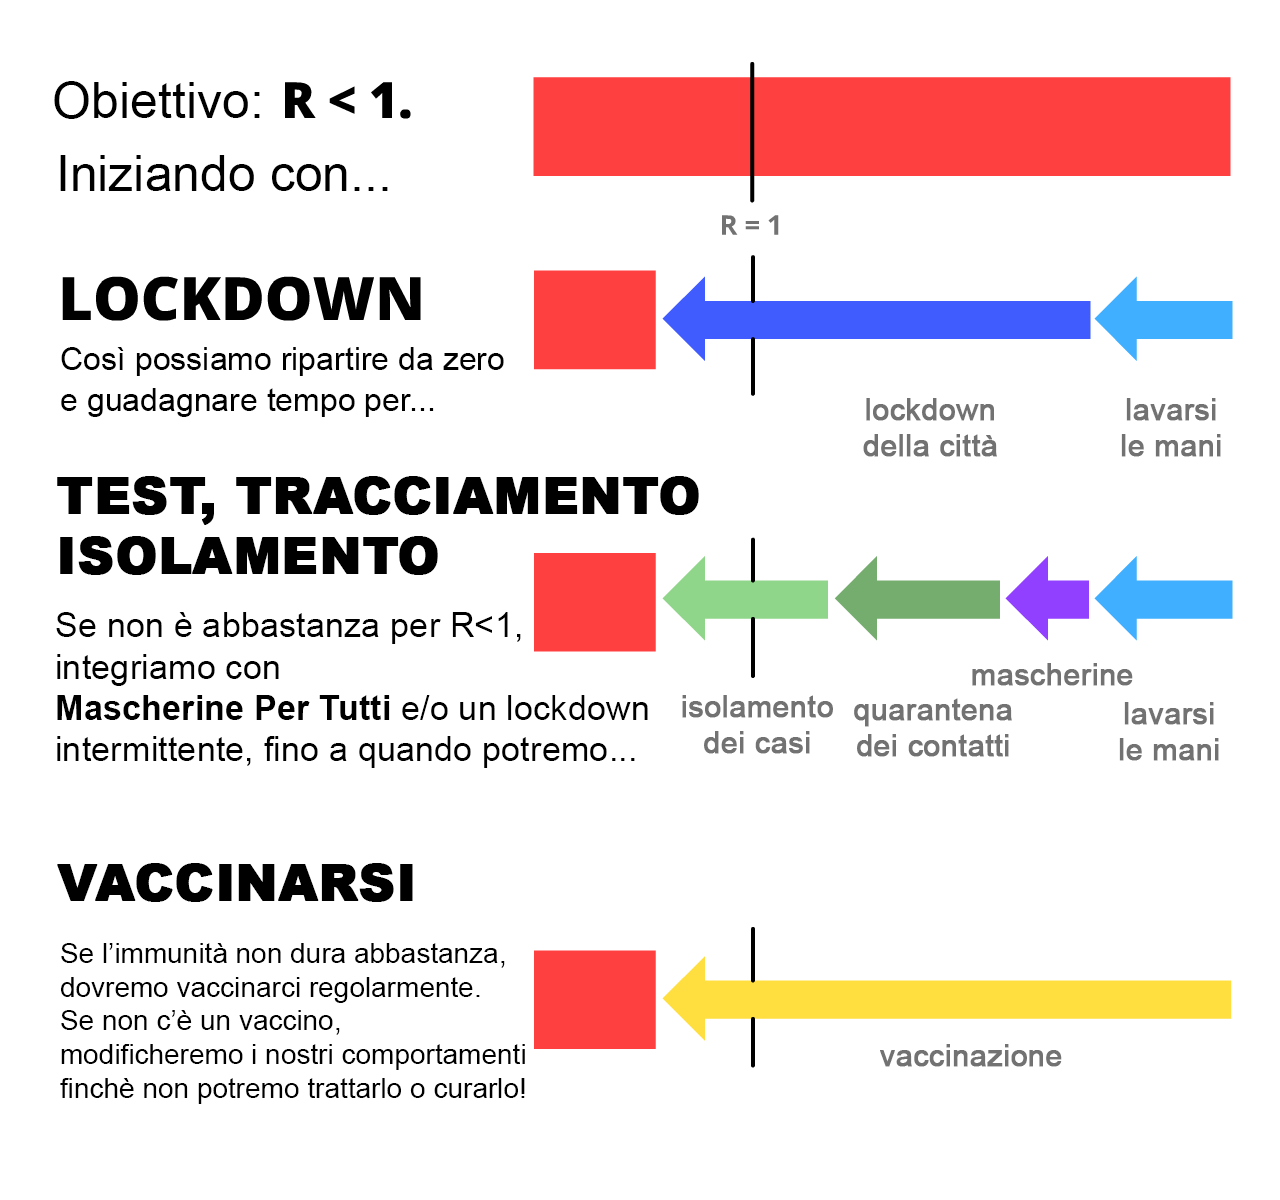 Obiettivo: R < 1.
Iniziando con...
R = 1
LOCKDOWN
Così possiamo ripartire da zero
e guadagnare tempo per...
lockdown
della città
lavarsi
le mani
TEST, TRACCIAMENTO
ISOLAMENTO
Se non è abbastanza per R<1,
integriamo con
Mascherine Per Tutti e/o un lockdown
intermittente, fino a quando potremo...
isolamento
dei casi
quarantena
dei contatti
mascherine
lavarsi
le mani
VACCINARSI
Se l’immunità non dura abbastanza,
dovremo vaccinarci regolarmente.
Se non c’è un vaccino,
modificheremo i nostri comportamenti
finchè non potremo trattarlo o curarlo!
vaccinazione